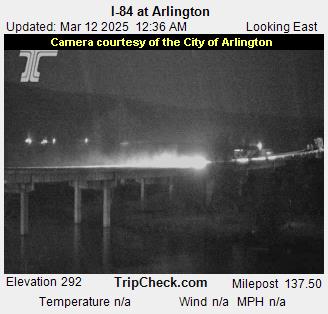 I-84 at Arlington
Updated: Mar 12 2025 12:36 AM Looking East
Camera courtesy of the City of Arlington
Elevation 292 TripCheck.com Milepost 137.50
Temperature n/a Wind n/a MPH n/a